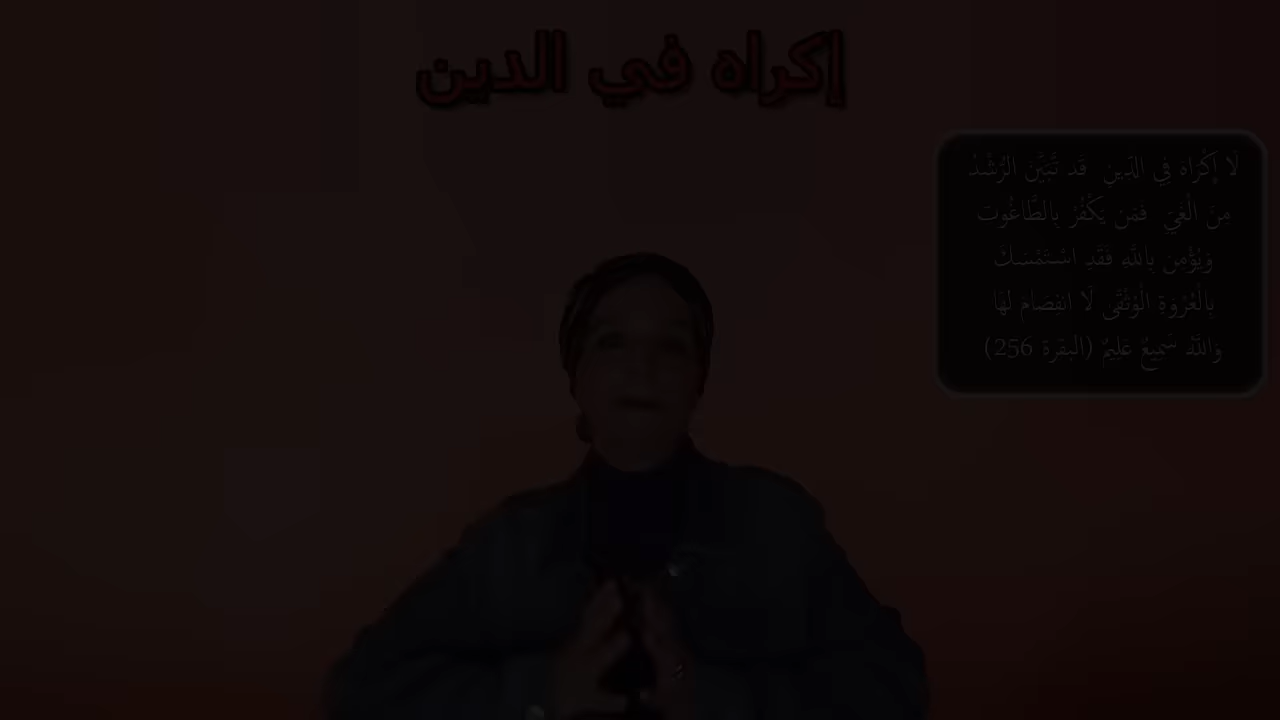 إكراه في الدين
لَا إِكْرَاهَ فِي الدِّينِ قَد تَّبَيَّنَ الرُّشْدُ
مِنَ الْغَيِّ فَمَن يَكْفُرْ بِالطَّاغُوتِ
وَيُؤْمِن بِاللَّهِ فَقَدِ اسْتَمْسَكَ
بِالْعُرْوَةِ الْوُثْقَىٰ لَا انفِصَامَ لَهَا
وَاللَّهُ سَمِيعٌ عَلِيمٌ (البقرة 256)